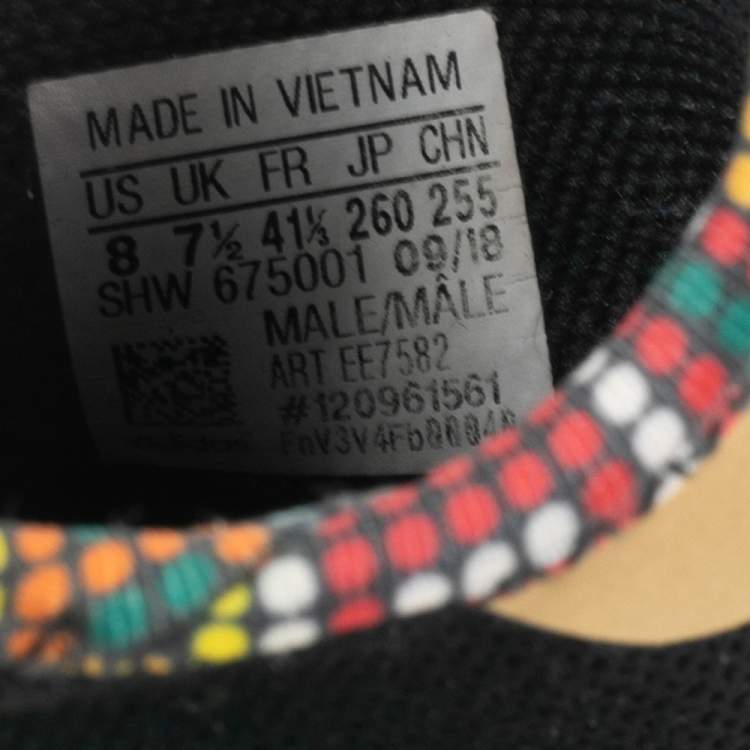 MADE IN VIETNAM
US UK FR JP CHN
8 7½ 41⅓ 260 255
SHW 675001 09/18
MALE/MÂLE
ART EE7582
#120961561